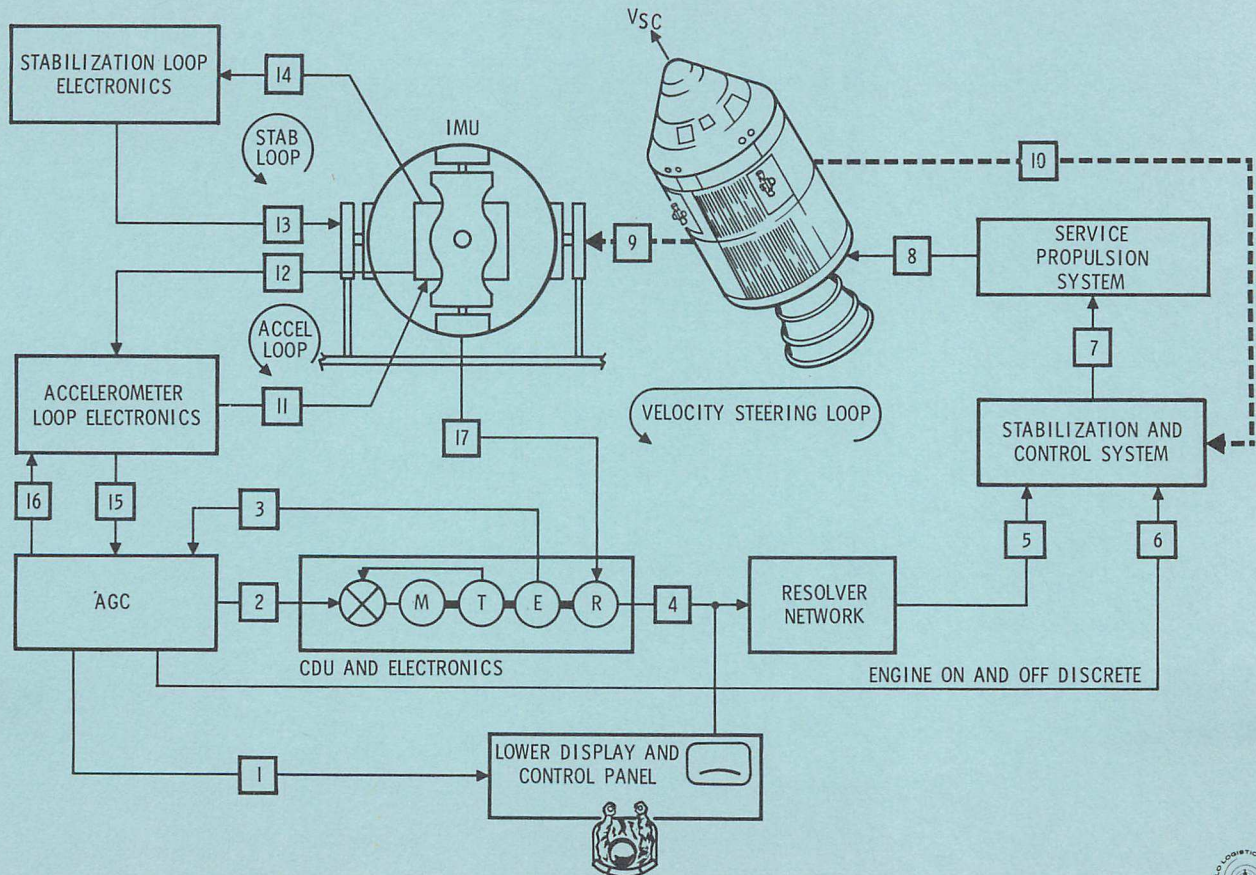 VSC
STABILIZATION LOOP
ELECTRONICS
14
IMU
STAB
LOOP
10
13
9
SERVICE
PROPULSION
SYSTEM
8
12
ACCEL
LOOP
7
ACCELEROMETER
LOOP ELECTRONICS
11
VELOCITY STEERING LOOP
17
STABILIZATION AND
CONTROL SYSTEM
16
15
3
5
6
AGC
2
M
T
E
R
4
RESOLVER
NETWORK
CDU AND ELECTRONICS
ENGINE ON AND OFF DISCRETE
LOWER DISPLAY AND
CONTROL PANEL
1
LOGISTIC